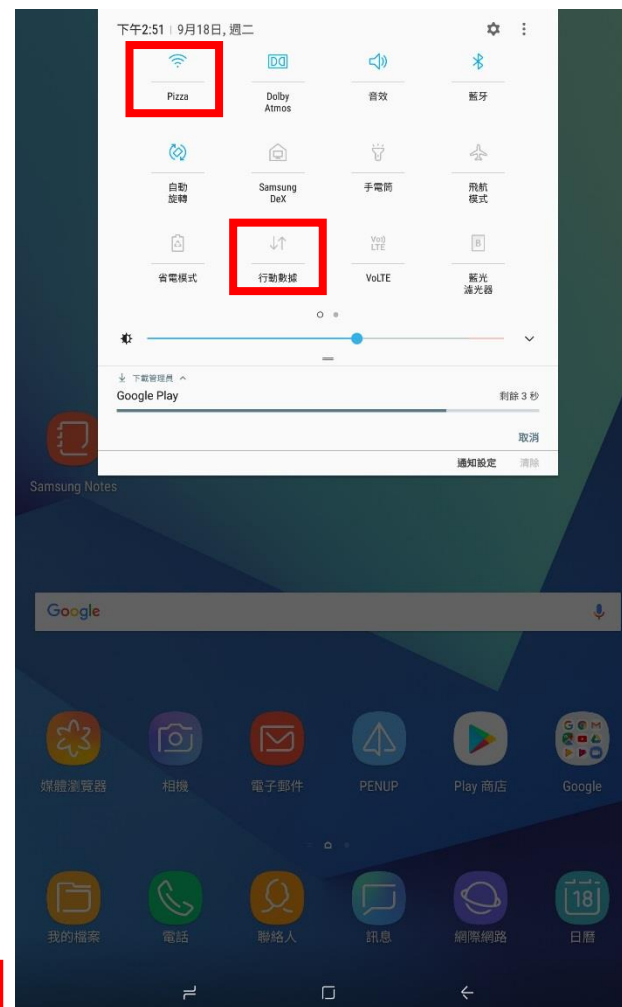 下午2:51 | 9月18日, 週二
Pizza
Dolby
Atmos
音效
藍牙
自動
旋轉
Samsung
DeX
手電筒
飛航
模式
Vo))
LTE
B
省電模式
行動數據
VoLTE
藍光
濾光器
下載管理員
Google Play
剩餘 3 秒
取消
通知設定
清除
Samsung Notes
Google
媒體瀏覽器
相機
電子郵件
PENUP
Play 商店
Google
18
我的檔案
電話
聯絡人
訊息
網際網路
日曆